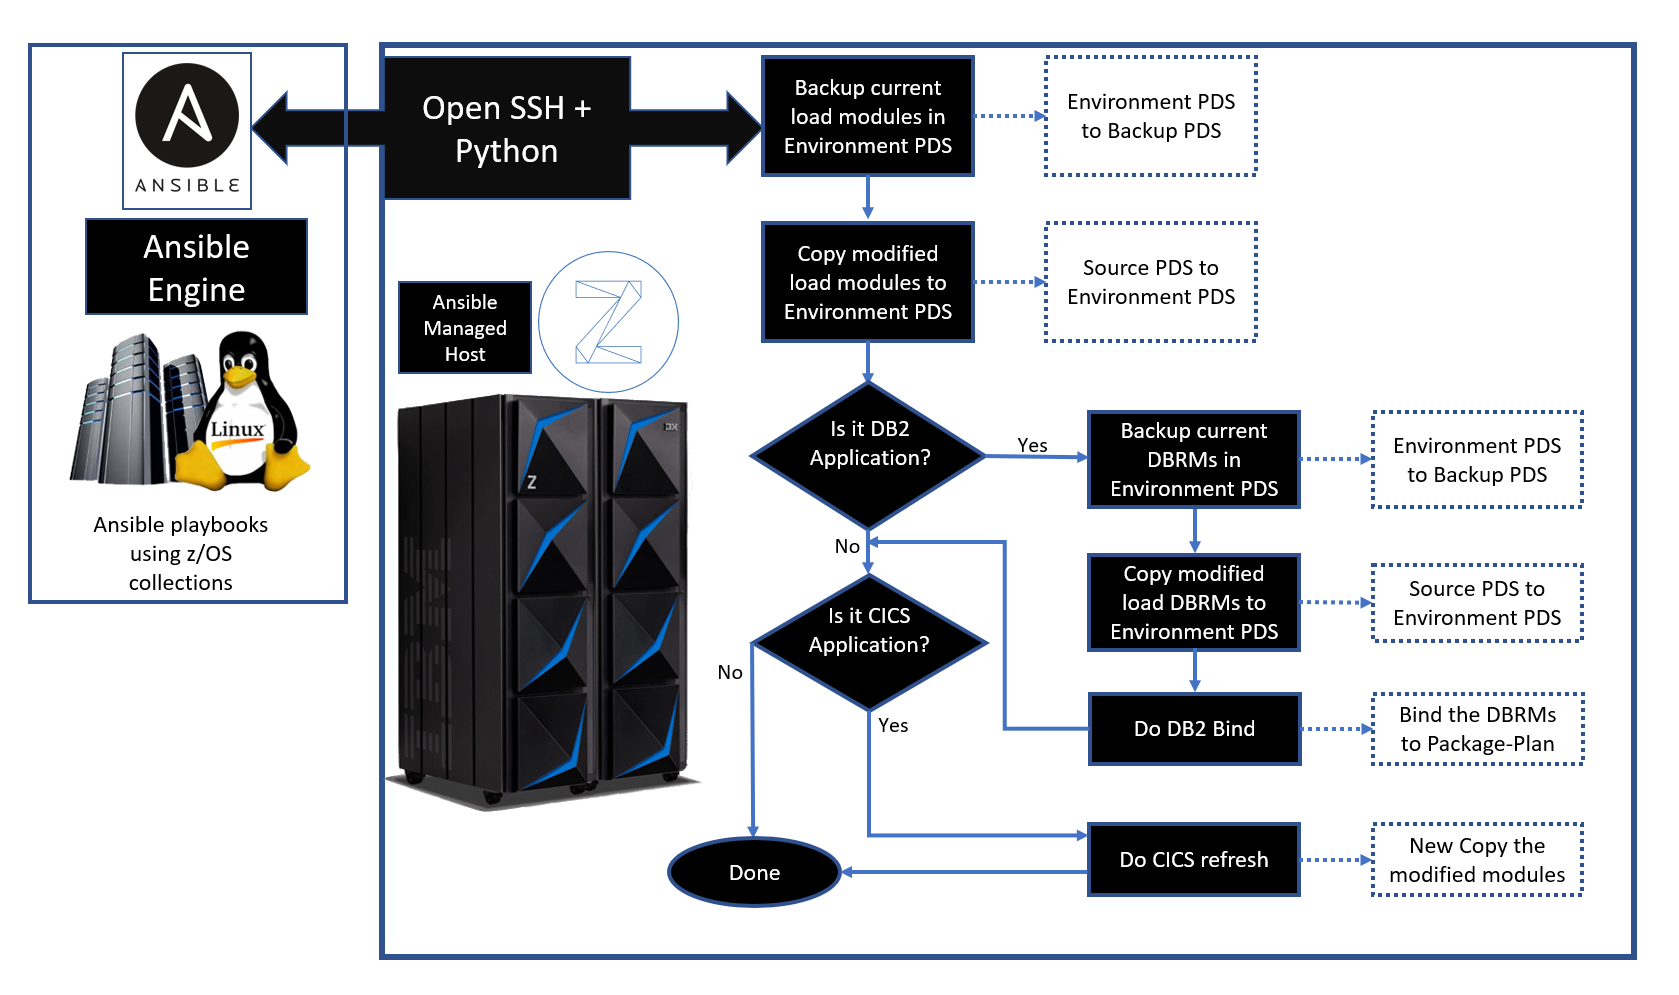 ANSIBLE
Ansible
Engine
Linux
Ansible playbooks
using z/OS
collections
Open SSH +
Python
Ansible
Managed
Host
Z
Backup current
load modules in
Environment PDS
Environment PDS
to Backup PDS
Copy modified
load modules to
Environment PDS
Source PDS to
Environment PDS
Is it DB2
Application?
Yes
No
Backup current
DBRMs in
Environment PDS
Environment PDS
to Backup PDS
Copy modified
load DBRMs to
Environment PDS
Source PDS to
Environment PDS
Do DB2 Bind
Bind the DBRMs
to Package-Plan
Is it CICS
Application?
No
Yes
Do CICS refresh
New Copy the
modified modules
Done